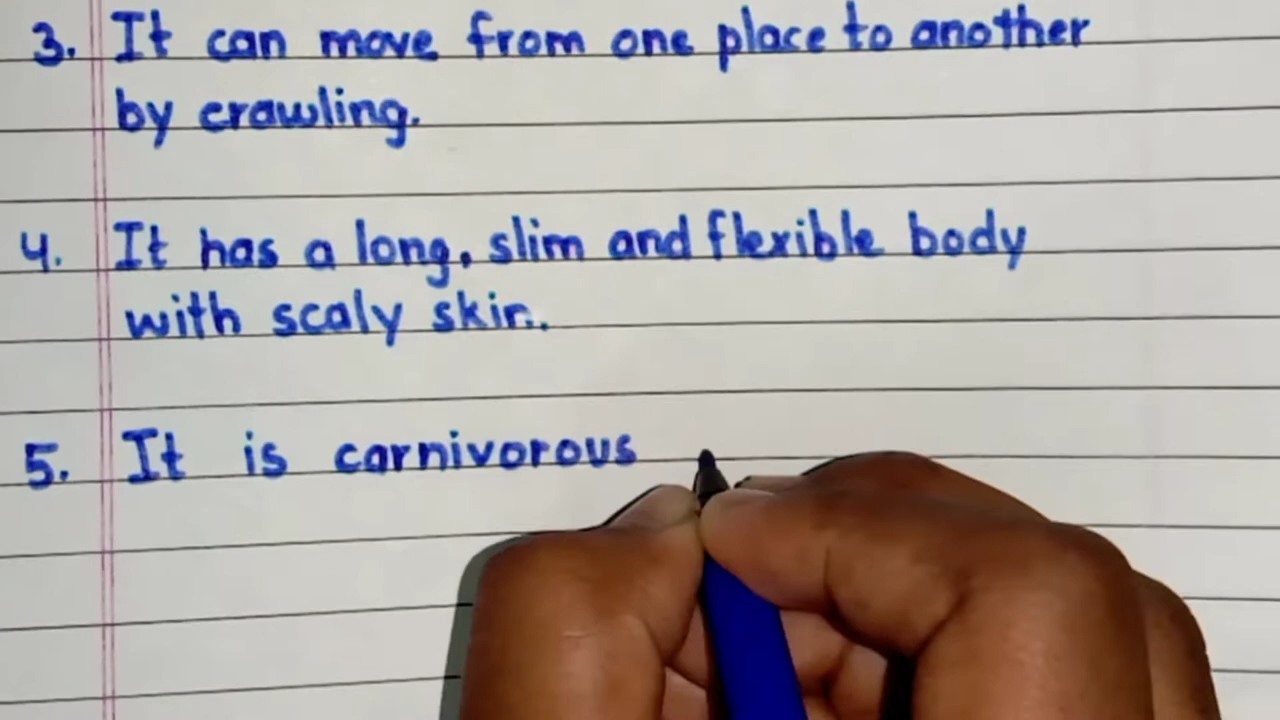 3. It can move from one place to another
by crawling.
4. It has a long, slim and flexible body
with scaly skin.
5. It is carnivorous